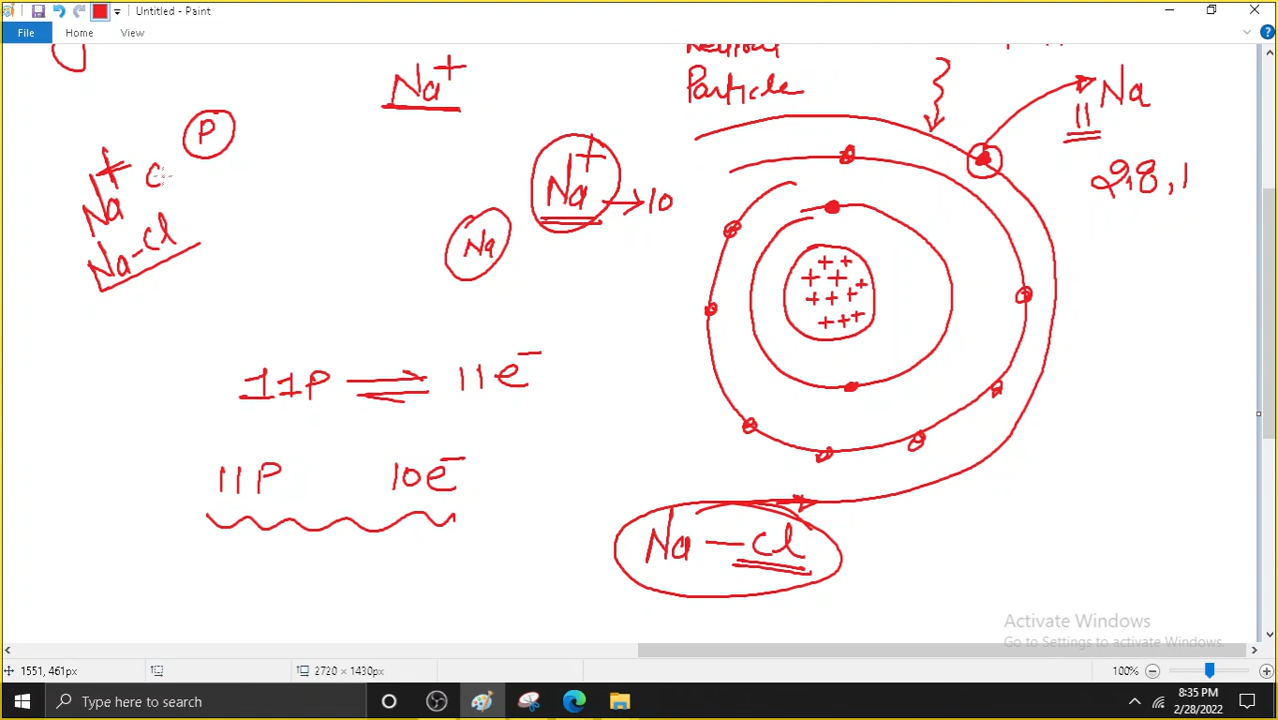 Untitled - Paint
File Home View
Particle
Na+
Na
11
2,8,1
P
Na+ C
Na-Cl
Na+ → 10
Na
+ +
+ + +
+ + + +
+ + +
11P ⇌ 11e-
11P 10e-
Na-Cl
Activate Windows
Go to Settings to activate Windows.
1551, 461px
2720 × 1430px
100%
Type here to search
8:35 PM
2/28/2022